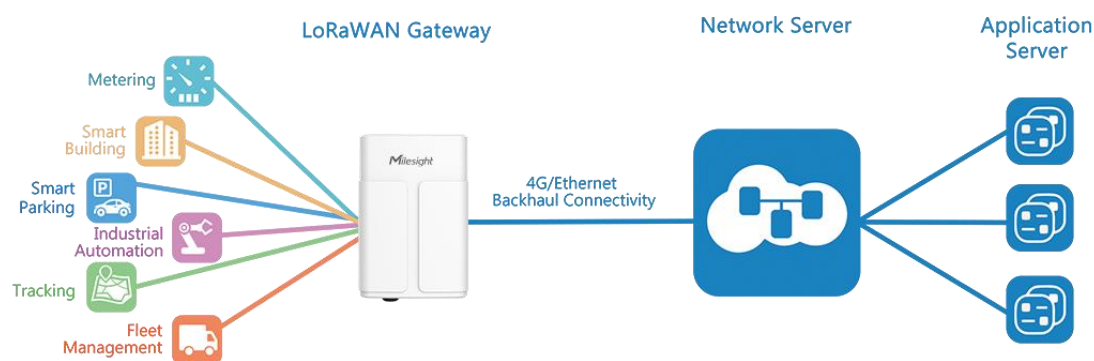 LoRaWAN Gateway
Network Server
Application
Server
Metering
Smart
Building
P
Smart
Parking
Industrial
Automation
Tracking
Fleet
Management
Milesight
4G/Ethernet
Backhaul Connectivity